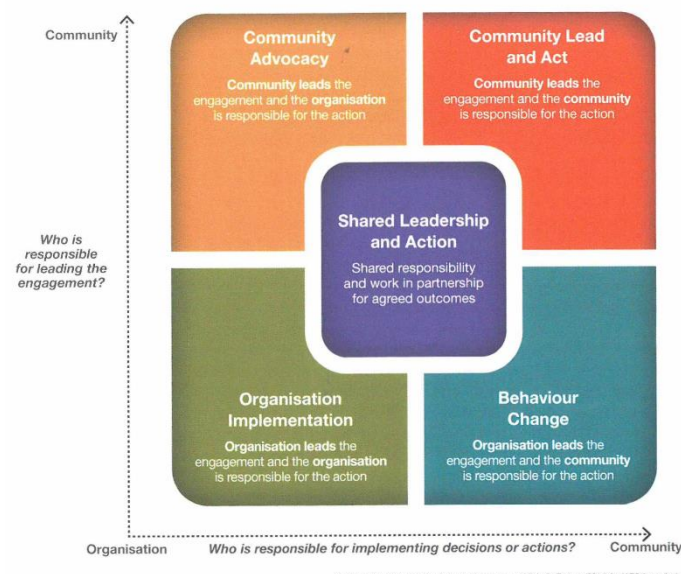 Community
Community
Advocacy
Community leads the
engagement and the organisation
is responsible for the action
Community Lead
and Act
Community leads the
engagement and the community
is responsible for the action
Who is
responsible
for leading the
engagement?
Shared Leadership
and Action
Shared responsibility
and work in partnership
for agreed outcomes
Organisation
Implementation
Organisation leads the
engagement and the organisation
is responsible for the action
Behaviour
Change
Organisation leads the
engagement and the community
is responsible for the action
Organisation
Who is responsible for implementing decisions or actions?
Community